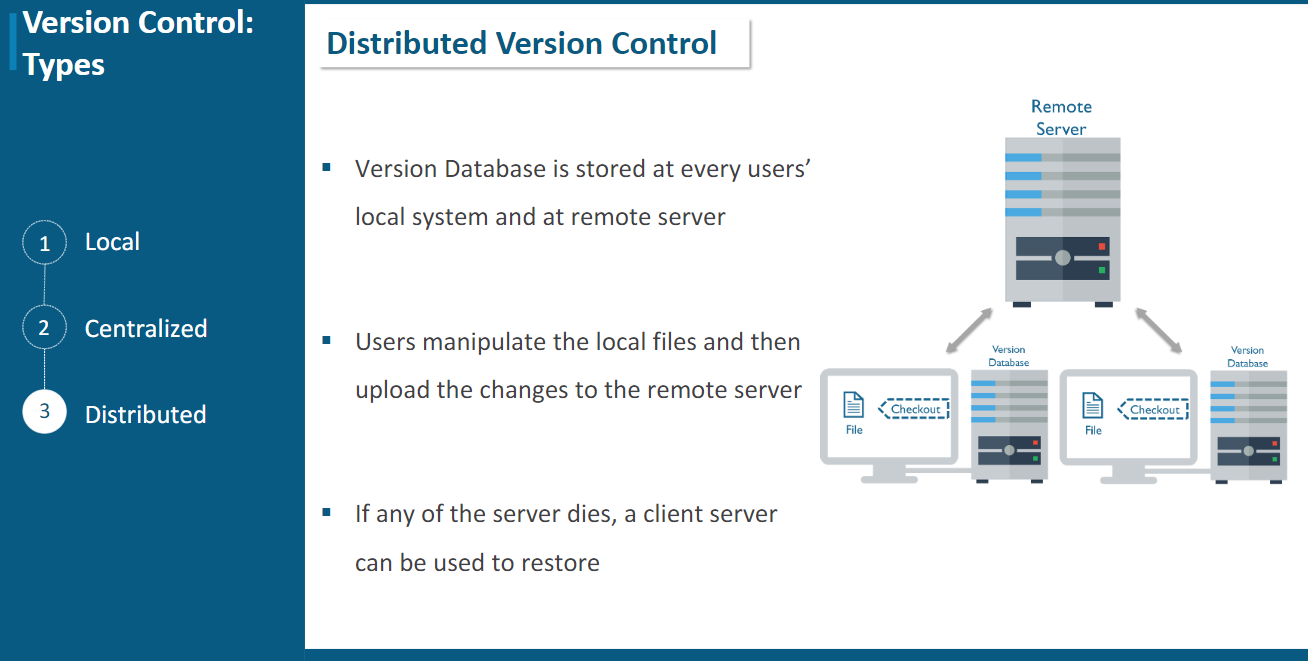 Version Control:
Types
1 Local
2 Centralized
3 Distributed
Distributed Version Control
▪ Version Database is stored at every users’
local system and at remote server
▪ Users manipulate the local files and then
upload the changes to the remote server
▪ If any of the server dies, a client server
can be used to restore
Remote
Server
Version
Database
File
Checkout
Version
Database
File
Checkout